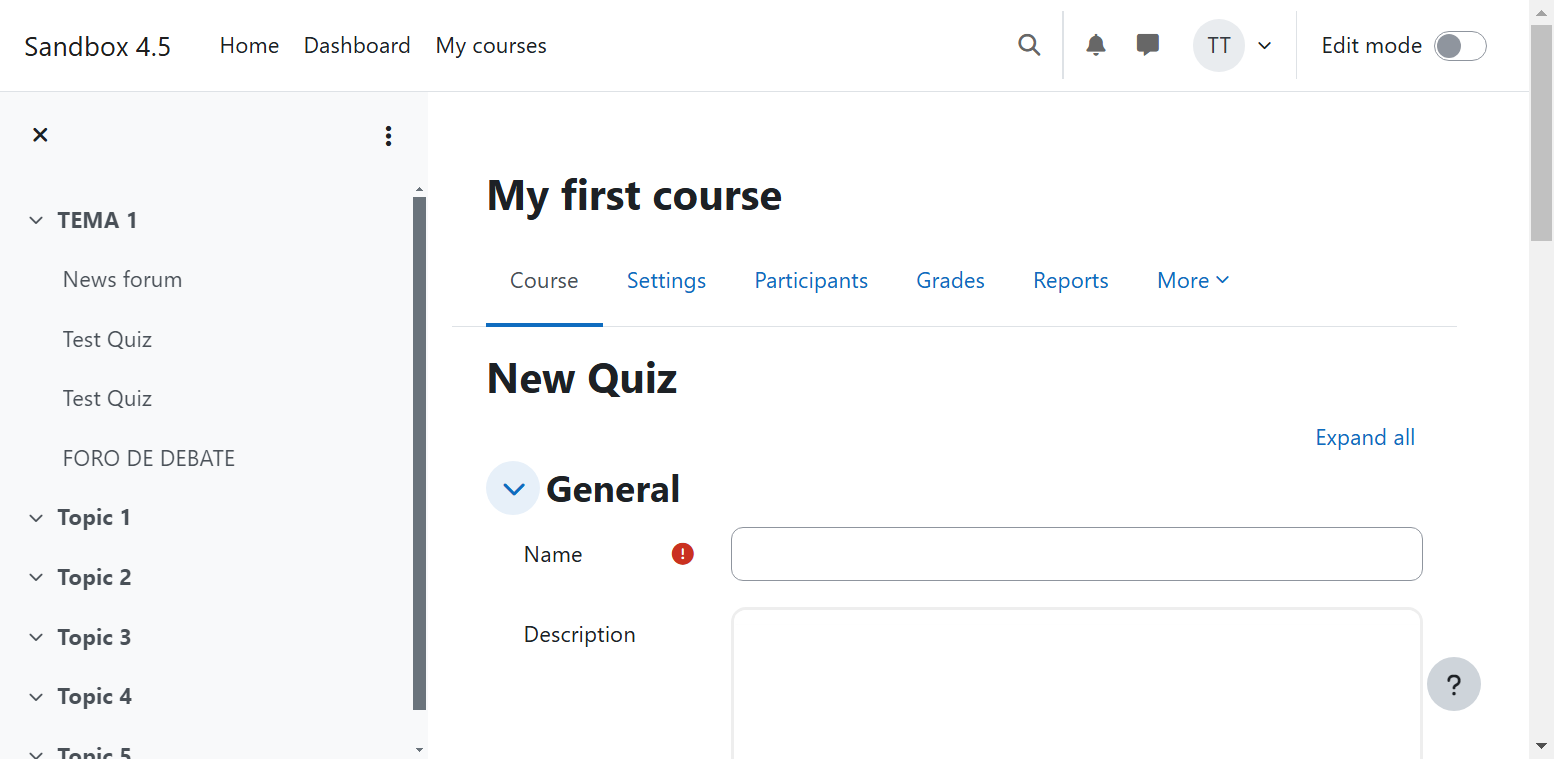 Sandbox 4.5 Home Dashboard My courses TT Edit mode
TEMA 1
News forum
Test Quiz
Test Quiz
FORO DE DEBATE
Topic 1
Topic 2
Topic 3
Topic 4
Topic 5
My first course
Course Settings Participants Grades Reports More
New Quiz
Expand all
General
Name
Description
?